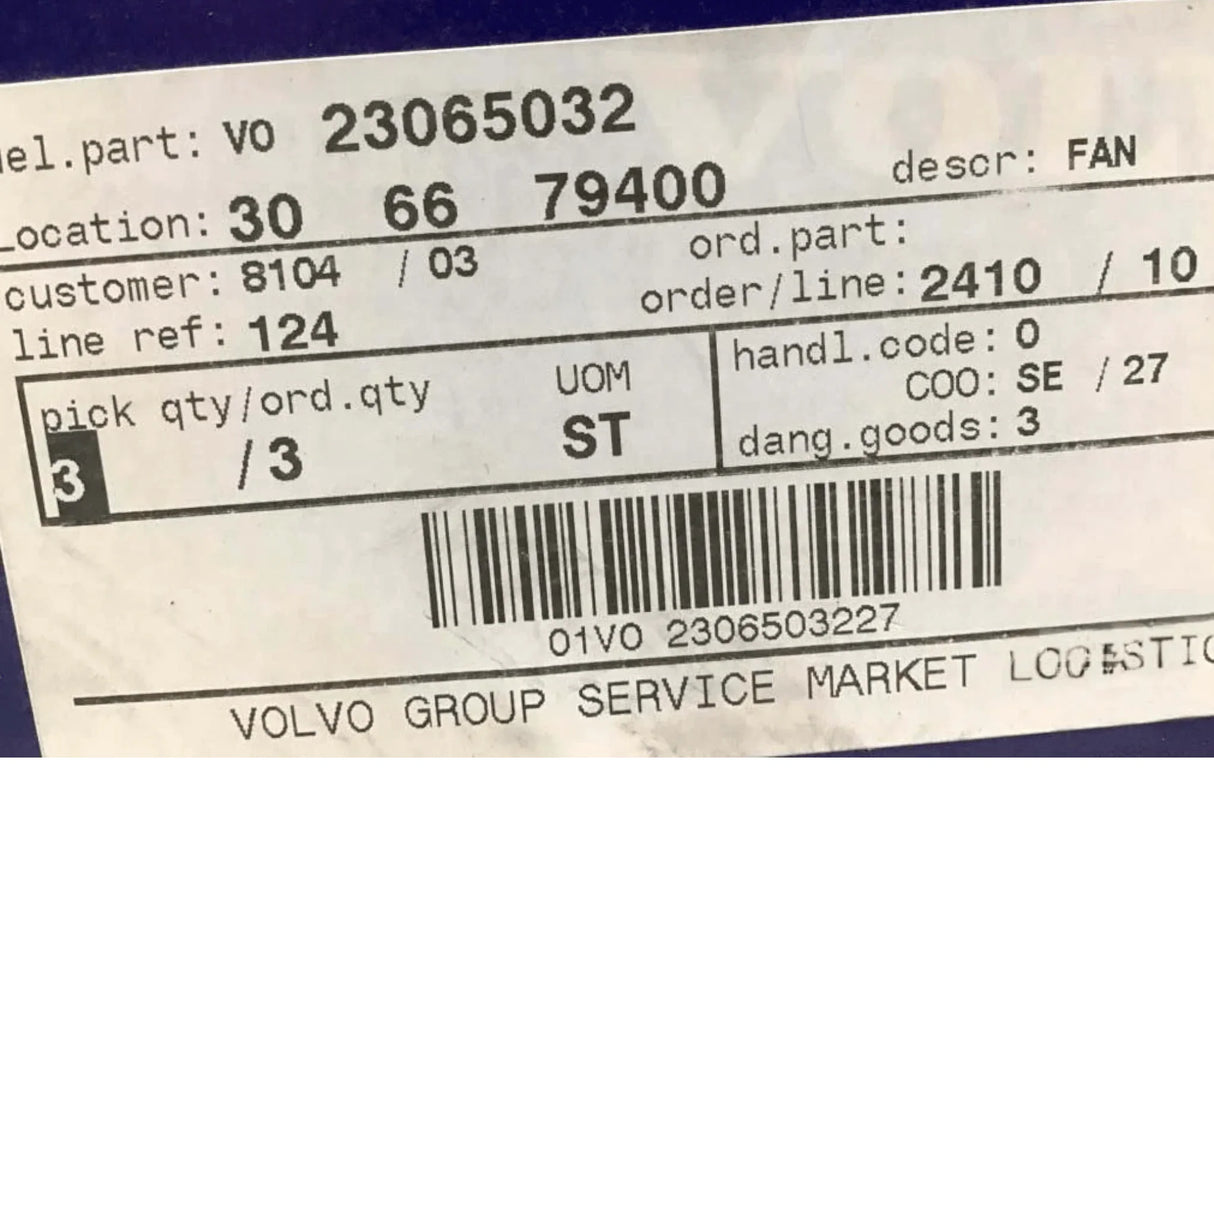 el.part: VO 23065032
Location: 30 66 79400 descr: FAN
customer: 8104 / 03 ord.part:
line ref: 124 order/line: 2410 / 10
pick qty/ord.qty UOM handl.code: 0
COO: SE / 27
3 / 3 ST dang.goods: 3
01VO 2306503227
VOLVO GROUP SERVICE MARKET